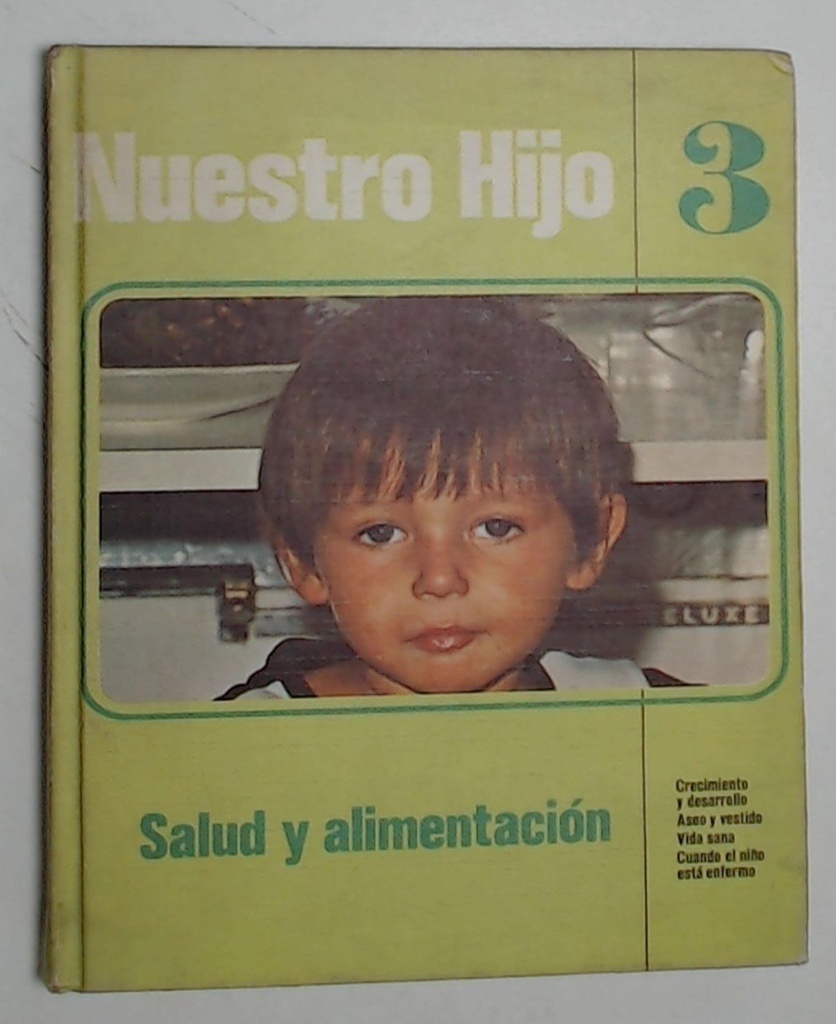 Nuestro Hijo
3
ELUXE
Salud y alimentación
Crecimiento
y desarrollo
Aseo y vestido
Vida sana
Cuando el niño
está enfermo